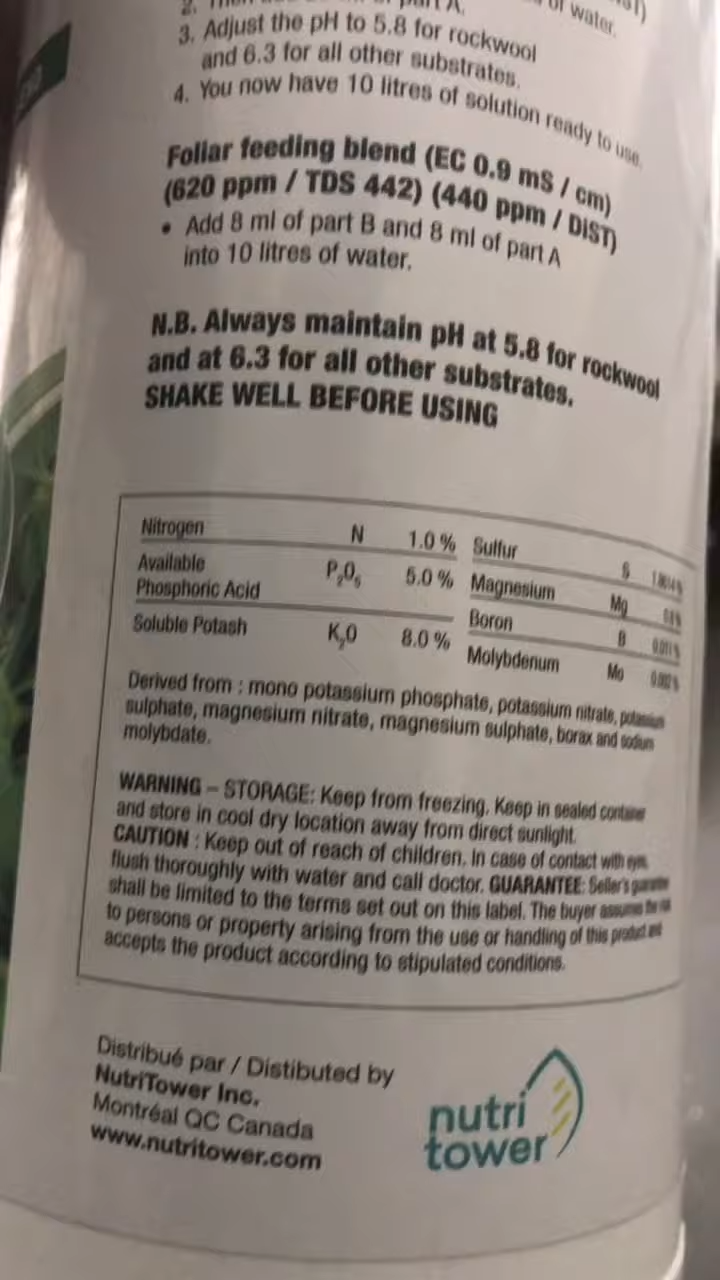 of water.
3. Adjust the pH to 5.8 for rockwool
and 6.3 for all other substrates.
4. You now have 10 litres of solution ready to use.
Foliar feeding blend (EC 0.9 mS / cm)
(620 ppm / TDS 442) (440 ppm / DiST)
• Add 8 ml of part B and 8 ml of part A
into 10 litres of water.
N.B. Always maintain pH at 5.8 for rockwool
and at 6.3 for all other substrates.
SHAKE WELL BEFORE USING
Nitrogen N 1.0 %
Available
Phosphoric Acid P₂O₅ 5.0 %
Soluble Potash K₂O 8.0 %
Sulfur S
Magnesium Mg
Boron B
Molybdenum Mo
Derived from : mono potassium phosphate, potassium nitrate, potassium
sulphate, magnesium nitrate, magnesium sulphate, borax and sodium
molybdate.
WARNING – STORAGE: Keep from freezing. Keep in sealed container
and store in cool dry location away from direct sunlight.
CAUTION : Keep out of reach of children. In case of contact with eyes,
flush thoroughly with water and call doctor. GUARANTEE: Seller's guarantee
shall be limited to the terms set out on this label. The buyer assumes the risk
to persons or property arising from the use or handling of this product and
accepts the product according to stipulated conditions.
Distribué par / Distibuted by
NutriTower Inc.
Montréal QC Canada
www.nutritower.com
nutri
tower